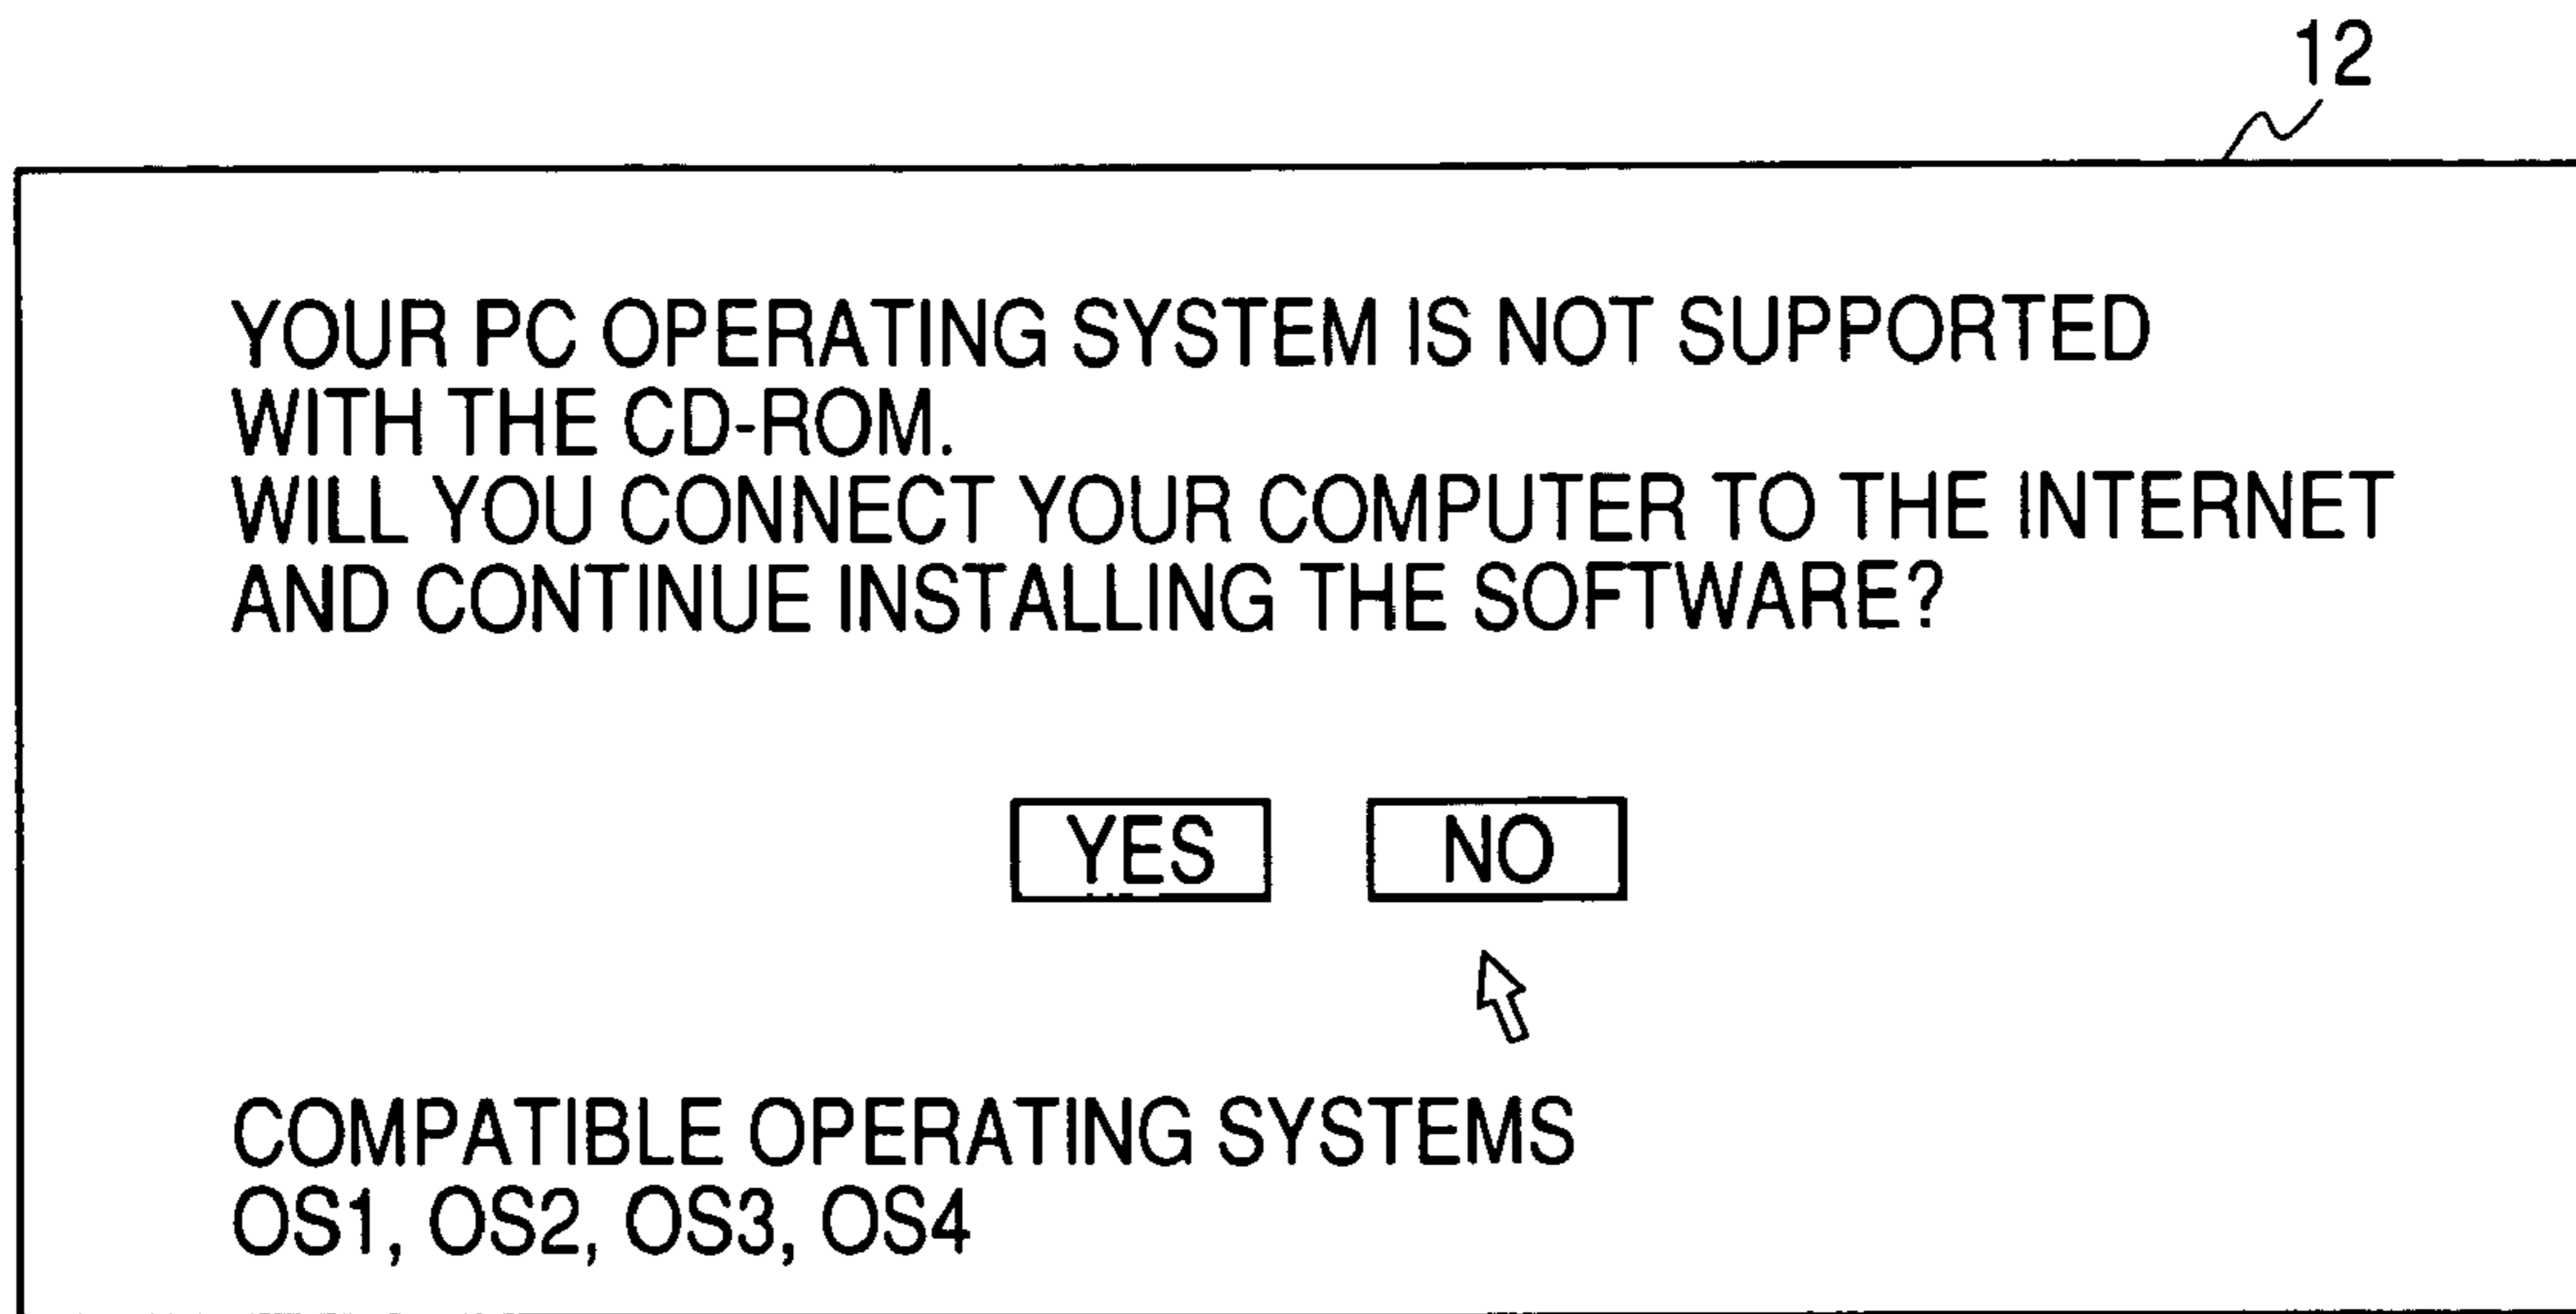 12
YOUR PC OPERATING SYSTEM IS NOT SUPPORTED
WITH THE CD-ROM.
WILL YOU CONNECT YOUR COMPUTER TO THE INTERNET
AND CONTINUE INSTALLING THE SOFTWARE?
YES NO
COMPATIBLE OPERATING SYSTEMS
OS1, OS2, OS3, OS4